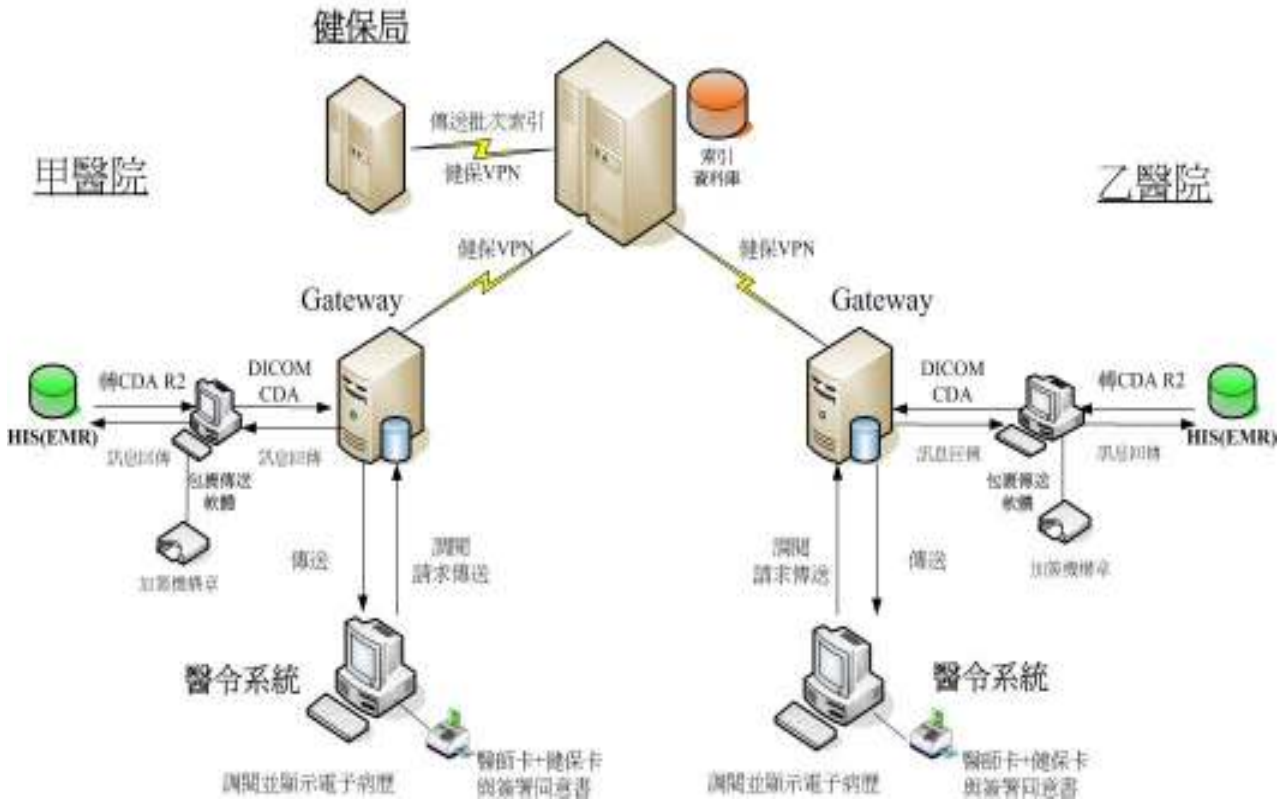 健保局
傳送批次索引
健保VPN
索引
資料庫
甲醫院
乙醫院
健保VPN
健保VPN
Gateway
Gateway
轉CDA R2
DICOM
CDA
HIS(EMR)
訊息回傳
訊息回傳
包裹傳送
軟體
加簽機構章
DICOM
CDA
轉CDA R2
HIS(EMR)
訊息回傳
訊息回傳
包裹傳送
軟體
加簽機構章
傳送
調閱
請求傳送
調閱
請求傳送
傳送
醫令系統
醫令系統
醫師卡+健保卡
與簽署同意書
調閱並顯示電子病歷
醫師卡+健保卡
與簽署同意書
調閱並顯示電子病歷